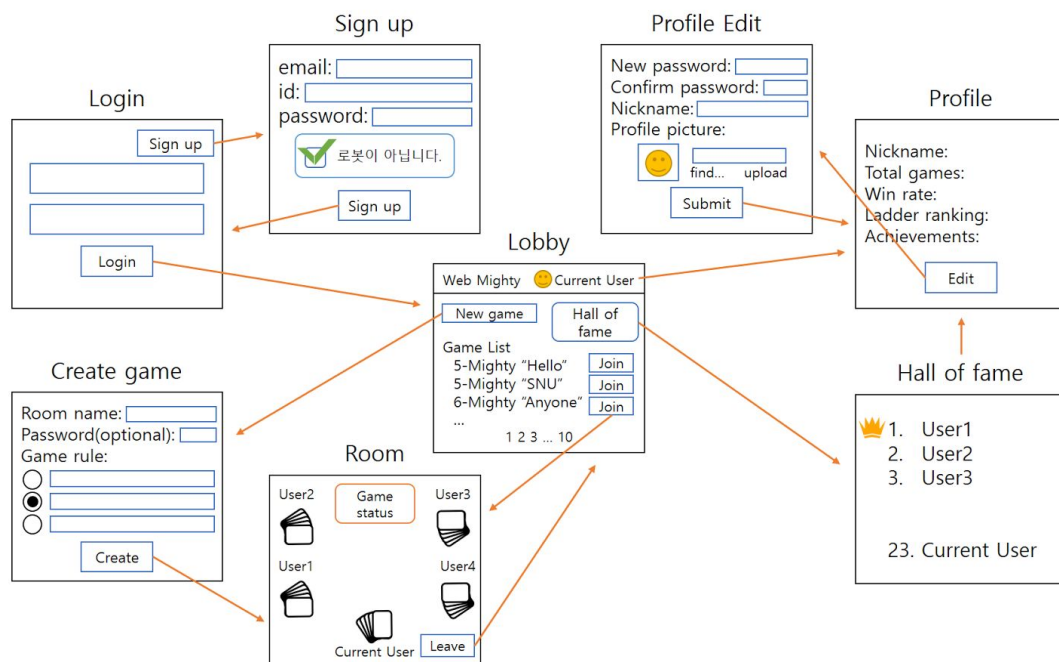 Sign up
email:
id:
password:
로봇이 아닙니다.
Sign up
Profile Edit
New password:
Confirm password:
Nickname:
Profile picture:
find... upload
Submit
Login
Sign up
Login
Profile
Nickname:
Total games:
Win rate:
Ladder ranking:
Achievements:
Edit
Lobby
Web Mighty Current User
New game
Hall of
fame
Game List
5-Mighty “Hello” Join
5-Mighty “SNU” Join
6-Mighty “Anyone” Join
...
1 2 3 ... 10
Create game
Room name:
Password(optional):
Game rule:
Create
Room
User2
Game
status
User3
User1
User4
Current User
Leave
Hall of fame
1. User1
2. User2
3. User3
23. Current User